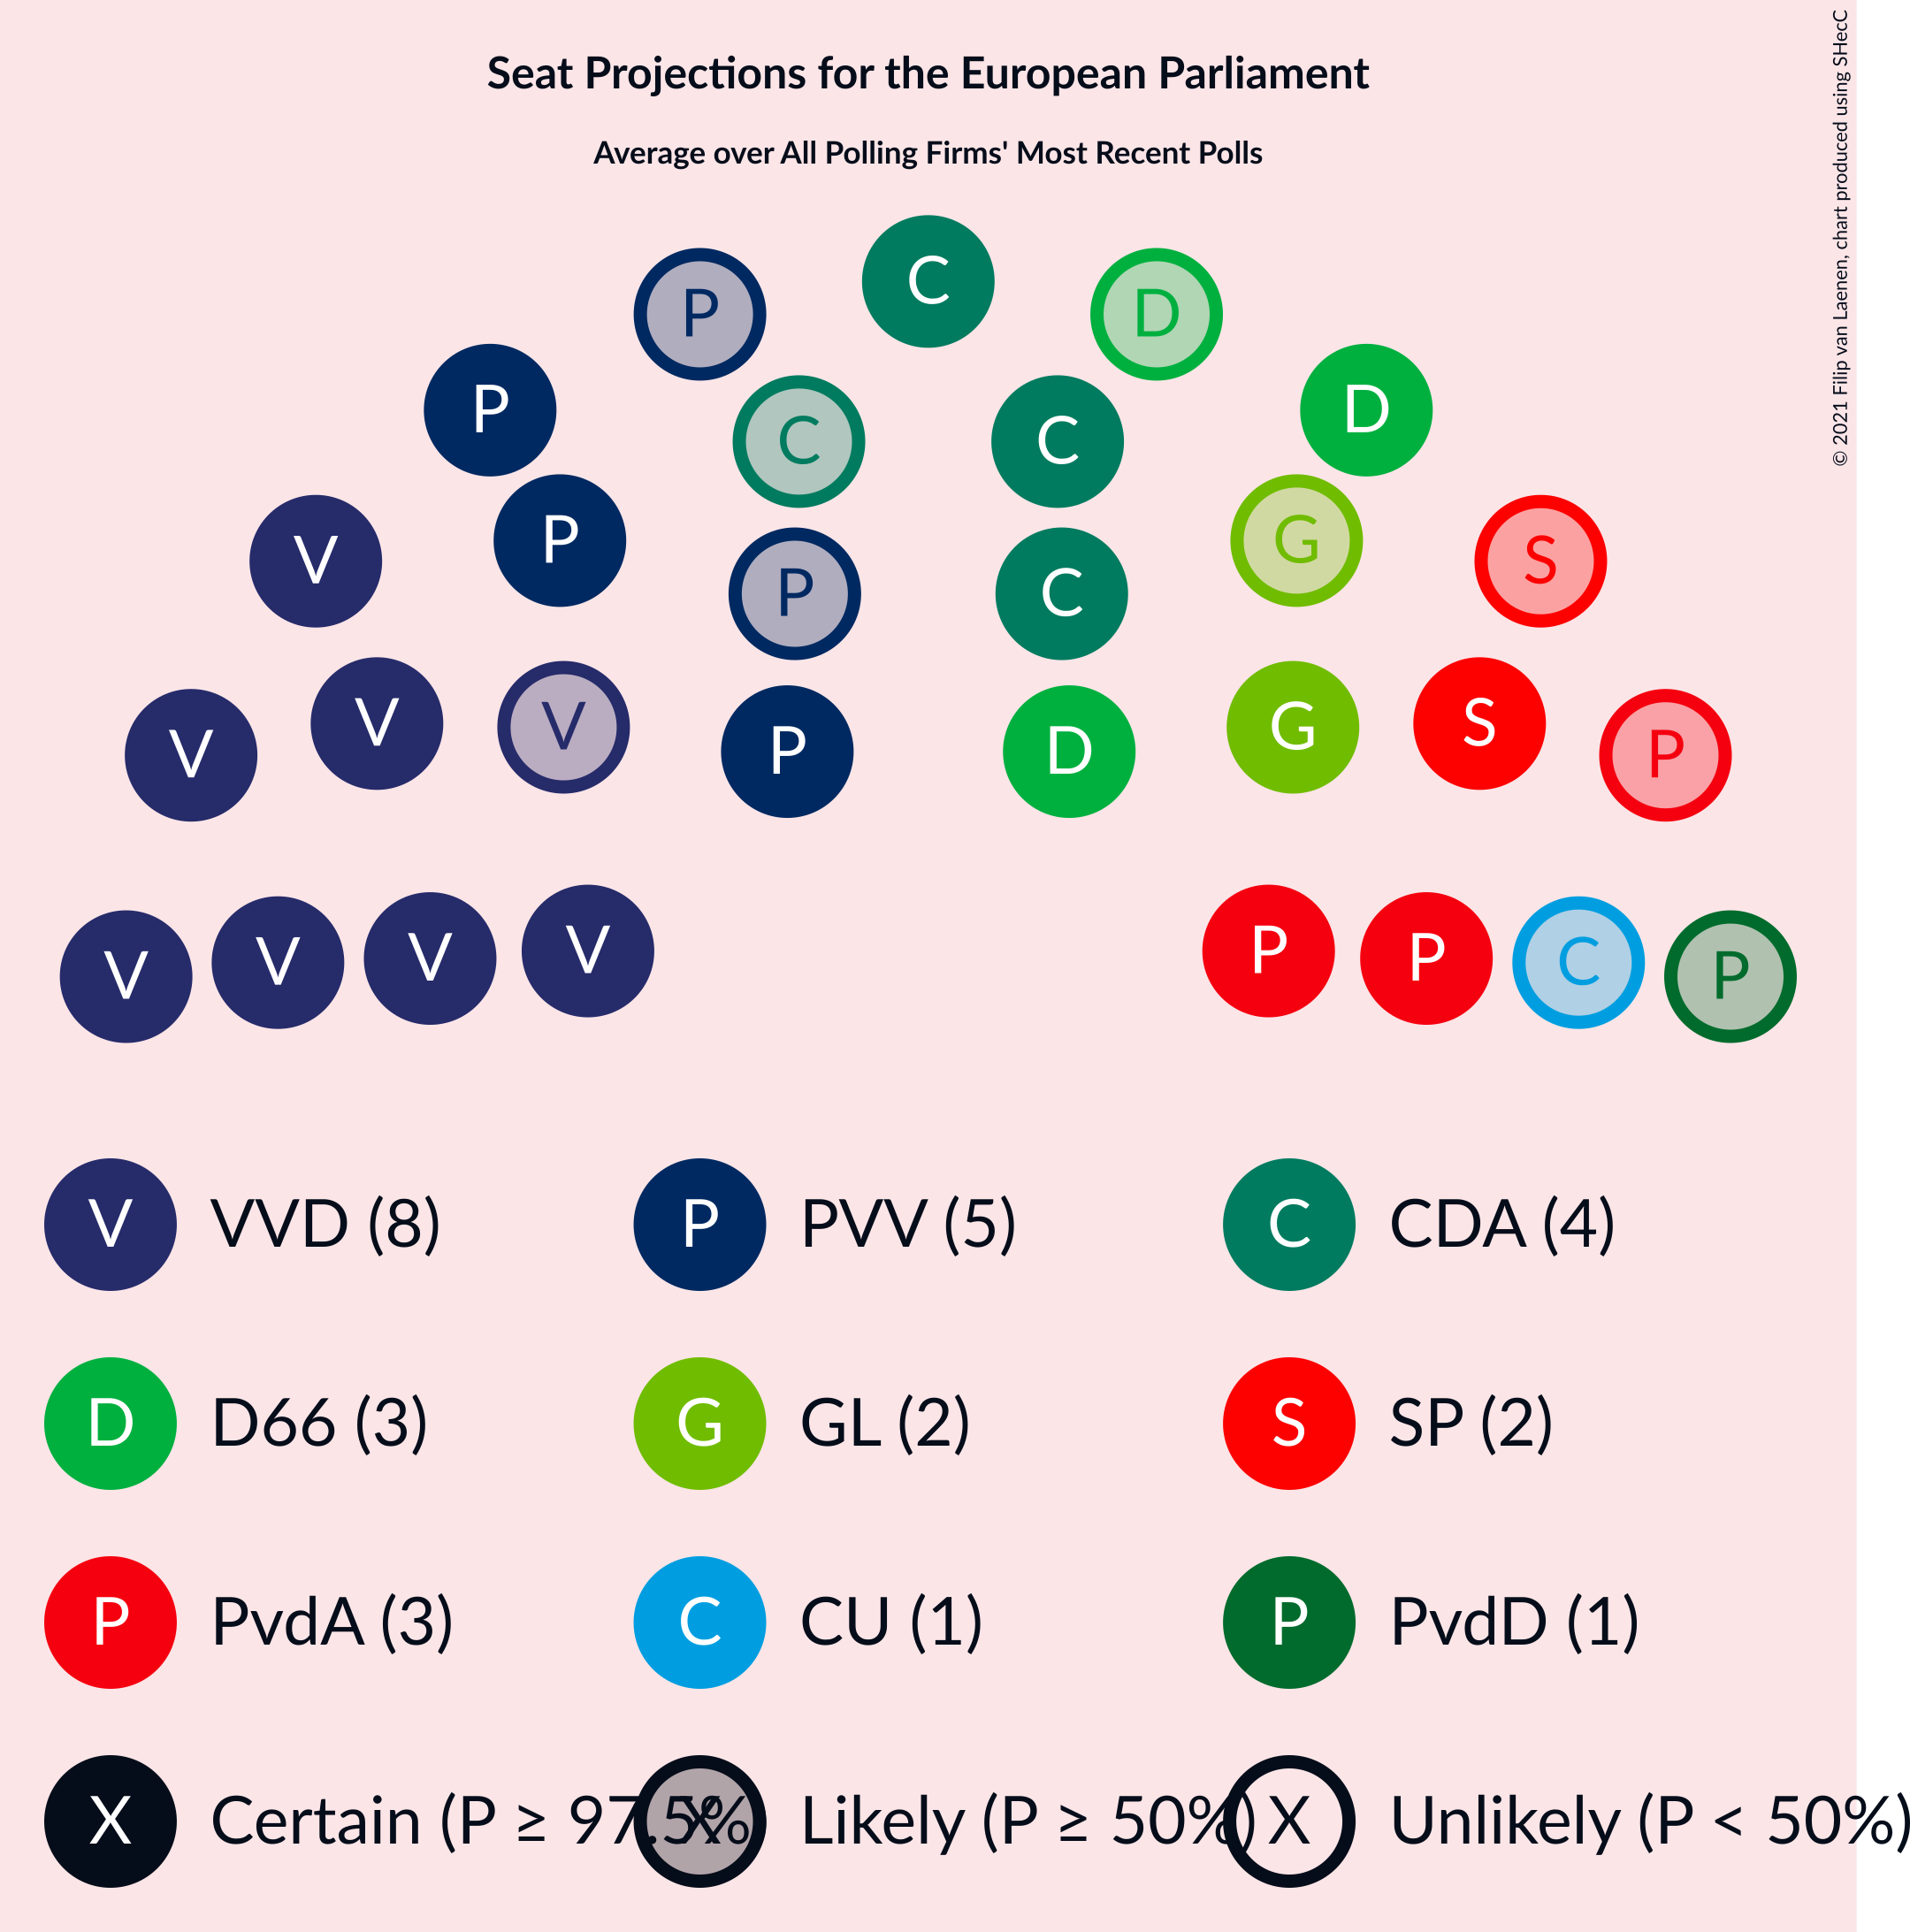 Seat Projections for the European Parliament
Average over All Polling Firms' Most Recent Polls
© 2021 Filip van Laenen, chart produced using SHecC
C
P D
P D
C C
P G
V S
P C
V V
V P D G S P
V V V V P P C P
V VVD (8) P PVV (5) C CDA (4)
D D66 (3) G GL (2) S SP (2)
P PvdA (3) C CU (1) P PvdD (1)
X Certain (P ≥ 97.5% X Likely (P ≥ 50%) X Unlikely (P < 50%)